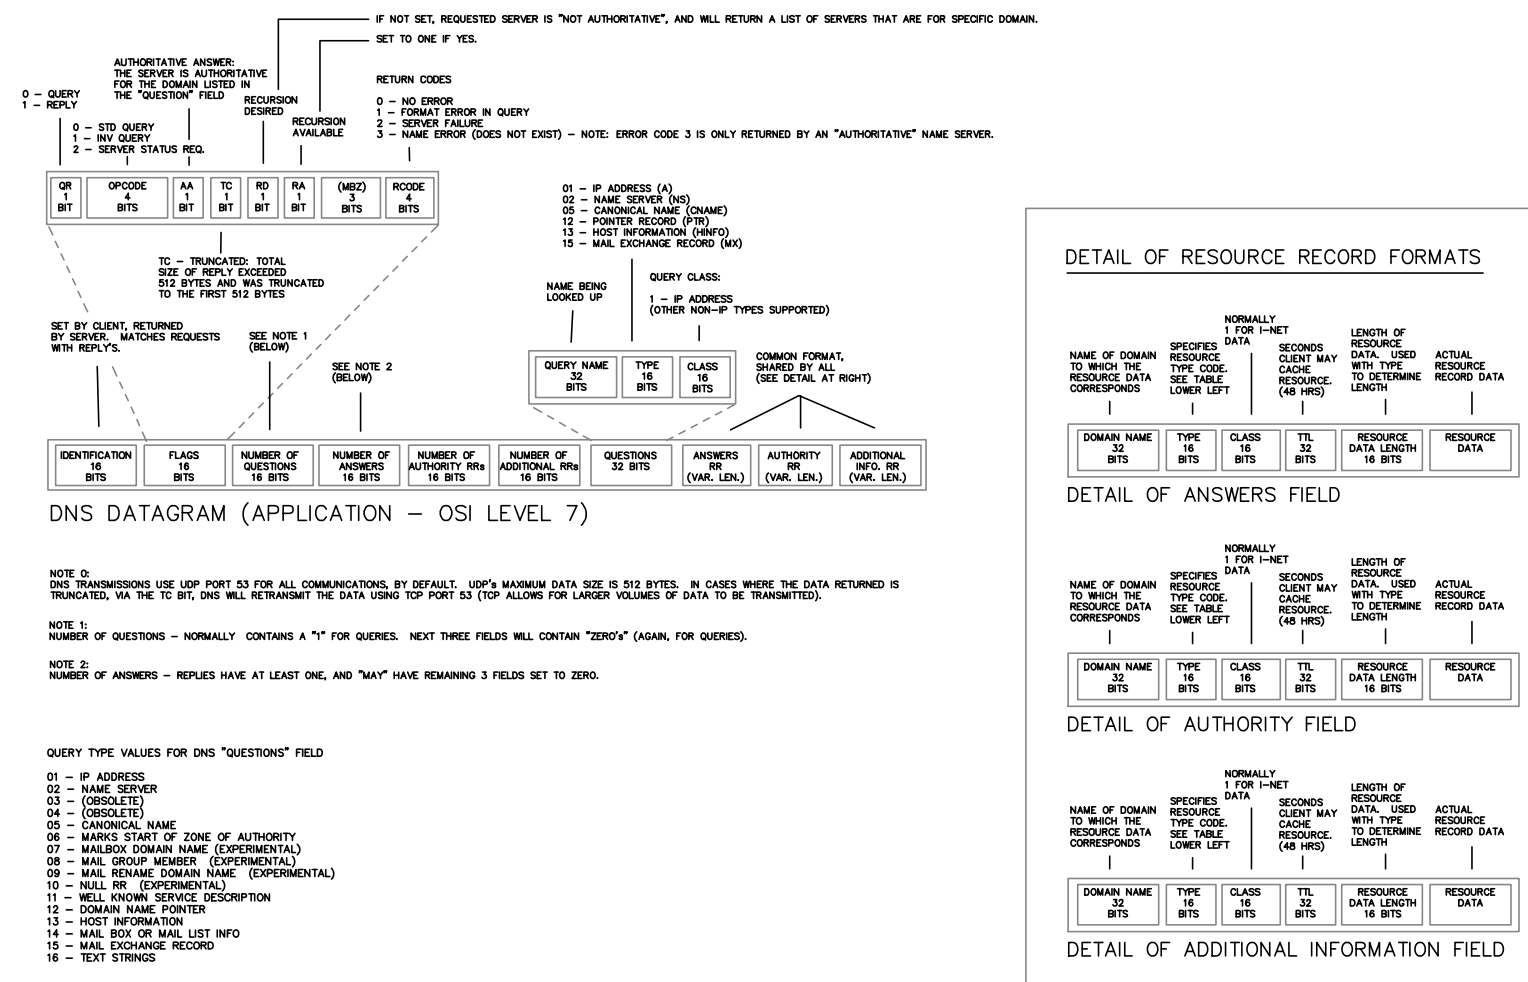 IF NOT SET, REQUESTED SERVER IS "NOT AUTHORITATIVE", AND WILL RETURN A LIST OF SERVERS THAT ARE FOR SPECIFIC DOMAIN.
SET TO ONE IF YES.
0 – QUERY
1 – REPLY
AUTHORITATIVE ANSWER:
THE SERVER IS AUTHORITATIVE
FOR THE DOMAIN LISTED IN
THE "QUESTION" FIELD
0 – STD QUERY
1 – INV QUERY
2 – SERVER STATUS REQ.
RECURSION
DESIRED
RECURSION
AVAILABLE
RETURN CODES
0 – NO ERROR
1 – FORMAT ERROR IN QUERY
2 – SERVER FAILURE
3 – NAME ERROR (DOES NOT EXIST) – NOTE: ERROR CODE 3 IS ONLY RETURNED BY AN "AUTHORITATIVE" NAME SERVER.
QR
1
BIT
OPCODE
4
BITS
AA
1
BIT
TC
1
BIT
RD
1
BIT
RA
1
BIT
(MBZ)
3
BITS
RCODE
4
BITS
TC – TRUNCATED: TOTAL
SIZE OF REPLY EXCEEDED
512 BYTES AND WAS TRUNCATED
TO THE FIRST 512 BYTES
01 – IP ADDRESS (A)
02 – NAME SERVER (NS)
05 – CANONICAL NAME (CNAME)
12 – POINTER RECORD (PTR)
13 – HOST INFORMATION (HINFO)
15 – MAIL EXCHANGE RECORD (MX)
NAME BEING
LOOKED UP
QUERY CLASS:
1 – IP ADDRESS
(OTHER NON-IP TYPES SUPPORTED)
SET BY CLIENT, RETURNED
BY SERVER. MATCHES REQUESTS
WITH REPLY'S.
SEE NOTE 1
(BELOW)
SEE NOTE 2
(BELOW)
QUERY NAME
32
BITS
TYPE
16
BITS
CLASS
16
BITS
COMMON FORMAT,
SHARED BY ALL
(SEE DETAIL AT RIGHT)
IDENTIFICATION
16
BITS
FLAGS
16
BITS
NUMBER OF
QUESTIONS
16 BITS
NUMBER OF
ANSWERS
16 BITS
NUMBER OF
AUTHORITY RRs
16 BITS
NUMBER OF
ADDITIONAL RRs
16 BITS
QUESTIONS
32 BITS
ANSWERS
RR
(VAR. LEN.)
AUTHORITY
RR
(VAR. LEN.)
ADDITIONAL
INFO. RR
(VAR. LEN.)
DNS DATAGRAM (APPLICATION – OSI LEVEL 7)
NOTE 0:
DNS TRANSMISSIONS USE UDP PORT 53 FOR ALL COMMUNICATIONS, BY DEFAULT. UDP's MAXIMUM DATA SIZE IS 512 BYTES. IN CASES WHERE THE DATA RETURNED IS
TRUNCATED, VIA THE TC BIT, DNS WILL RETRANSMIT THE DATA USING TCP PORT 53 (TCP ALLOWS FOR LARGER VOLUMES OF DATA TO BE TRANSMITTED).
NOTE 1:
NUMBER OF QUESTIONS – NORMALLY CONTAINS A "1" FOR QUERIES. NEXT THREE FIELDS WILL CONTAIN "ZERO's" (AGAIN, FOR QUERIES).
NOTE 2:
NUMBER OF ANSWERS – REPLIES HAVE AT LEAST ONE, AND "MAY" HAVE REMAINING 3 FIELDS SET TO ZERO.
QUERY TYPE VALUES FOR DNS "QUESTIONS" FIELD
01 – IP ADDRESS
02 – NAME SERVER
03 – (OBSOLETE)
04 – (OBSOLETE)
05 – CANONICAL NAME
06 – MARKS START OF ZONE OF AUTHORITY
07 – MAILBOX DOMAIN NAME (EXPERIMENTAL)
08 – MAIL GROUP MEMBER (EXPERIMENTAL)
09 – MAIL RENAME DOMAIN NAME (EXPERIMENTAL)
10 – NULL RR (EXPERIMENTAL)
11 – WELL KNOWN SERVICE DESCRIPTION
12 – DOMAIN NAME POINTER
13 – HOST INFORMATION
14 – MAIL BOX OR MAIL LIST INFO
15 – MAIL EXCHANGE RECORD
16 – TEXT STRINGS
DETAIL OF RESOURCE RECORD FORMATS
NAME OF DOMAIN
TO WHICH THE
RESOURCE DATA
CORRESPONDS
SPECIFIES
RESOURCE
TYPE CODE.
SEE TABLE
LOWER LEFT
NORMALLY
1 FOR I-NET
DATA
SECONDS
CLIENT MAY
CACHE
RESOURCE.
(48 HRS)
LENGTH OF
RESOURCE
DATA. USED
WITH TYPE
TO DETERMINE
LENGTH
ACTUAL
RESOURCE
RECORD DATA
DOMAIN NAME
32
BITS
TYPE
16
BITS
CLASS
16
BITS
TTL
32
BITS
RESOURCE
DATA LENGTH
16 BITS
RESOURCE
DATA
DETAIL OF ANSWERS FIELD
NAME OF DOMAIN
TO WHICH THE
RESOURCE DATA
CORRESPONDS
SPECIFIES
RESOURCE
TYPE CODE.
SEE TABLE
LOWER LEFT
NORMALLY
1 FOR I-NET
DATA
SECONDS
CLIENT MAY
CACHE
RESOURCE.
(48 HRS)
LENGTH OF
RESOURCE
DATA. USED
WITH TYPE
TO DETERMINE
LENGTH
ACTUAL
RESOURCE
RECORD DATA
DOMAIN NAME
32
BITS
TYPE
16
BITS
CLASS
16
BITS
TTL
32
BITS
RESOURCE
DATA LENGTH
16 BITS
RESOURCE
DATA
DETAIL OF AUTHORITY FIELD
NAME OF DOMAIN
TO WHICH THE
RESOURCE DATA
CORRESPONDS
SPECIFIES
RESOURCE
TYPE CODE.
SEE TABLE
LOWER LEFT
NORMALLY
1 FOR I-NET
DATA
SECONDS
CLIENT MAY
CACHE
RESOURCE.
(48 HRS)
LENGTH OF
RESOURCE
DATA. USED
WITH TYPE
TO DETERMINE
LENGTH
ACTUAL
RESOURCE
RECORD DATA
DOMAIN NAME
32
BITS
TYPE
16
BITS
CLASS
16
BITS
TTL
32
BITS
RESOURCE
DATA LENGTH
16 BITS
RESOURCE
DATA
DETAIL OF ADDITIONAL INFORMATION FIELD